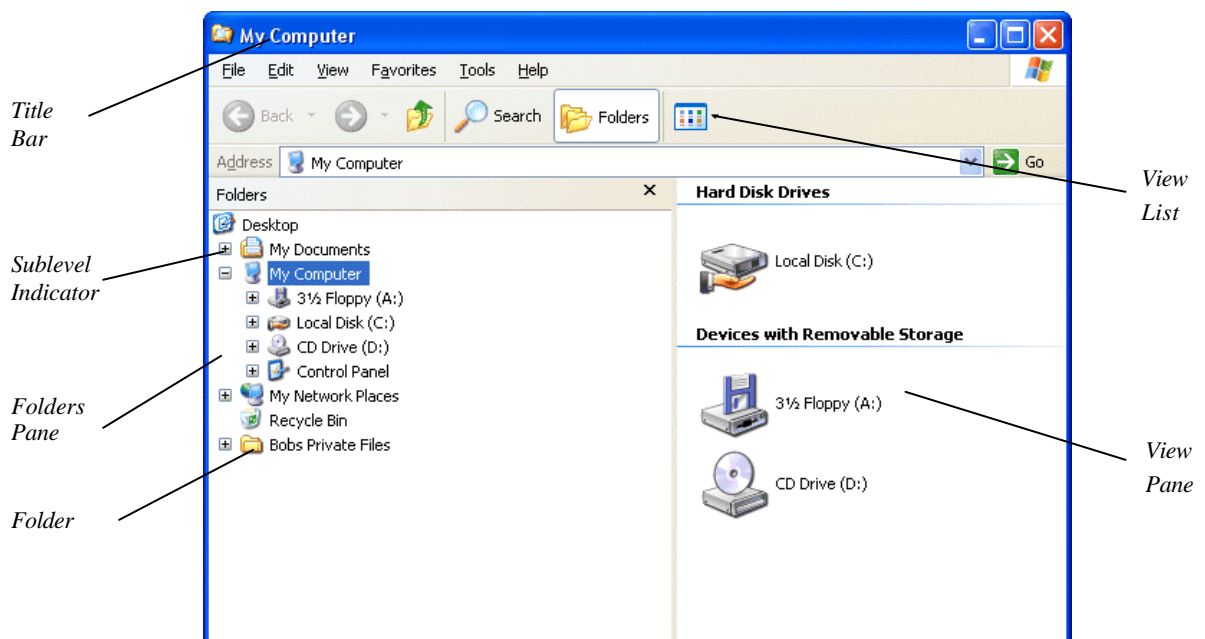 My Computer
File Edit View Favorites Tools Help
Title
Bar
Back Search Folders
Address My Computer Go
View
List
Folders
Hard Disk Drives
Desktop
My Documents
My Computer
Local Disk (C:)
Sublevel
Indicator
3½ Floppy (A:)
Local Disk (C:)
CD Drive (D:)
Control Panel
Devices with Removable Storage
My Network Places
3½ Floppy (A:)
Folders
Pane
Recycle Bin
Bobs Private Files
View
Pane
CD Drive (D:)
Folder